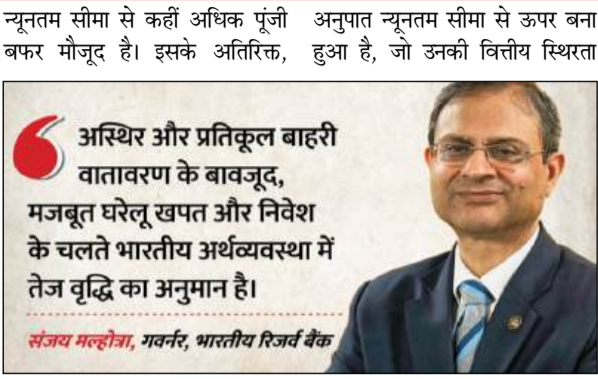 न्यूनतम सीमा से कहीं अधिक पूंजी
बफर मौजूद है। इसके अतिरिक्त,
अनुपात न्यूनतम सीमा से ऊपर बना
हुआ है, जो उनकी वित्तीय स्थिरता
अस्थिर और प्रतिकूल बाहरी
वातावरण के बावजूद,
मजबूत घरेलू खपत और निवेश
के चलते भारतीय अर्थव्यवस्था में
तेज वृद्धि का अनुमान है।
संजय मल्होत्रा, गवर्नर, भारतीय रिजर्व बैंक